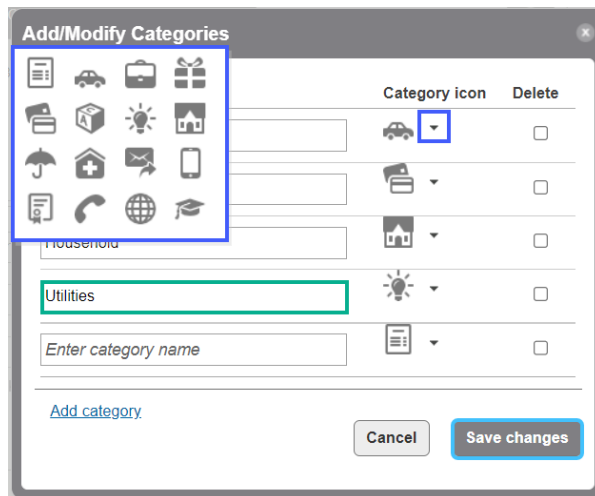 Add/Modify Categories
Category icon Delete
Household
Utilities
Enter category name
Add category
Cancel Save changes